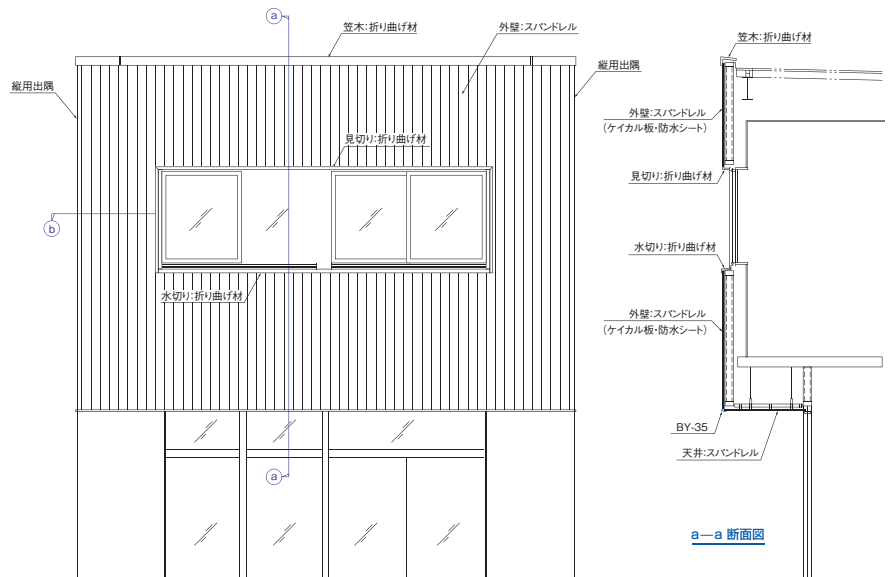 a
笠木:折り曲げ材
外壁:スパンドレル
縦用出隅
縦用出隅
見切り:折り曲げ材
b
水切り:折り曲げ材
a
笠木:折り曲げ材
外壁:スパンドレル
(ケイカル板・防水シート)
見切り:折り曲げ材
水切り:折り曲げ材
外壁:スパンドレル
(ケイカル板・防水シート)
BY-35
天井:スパンドレル
a—a 断面図